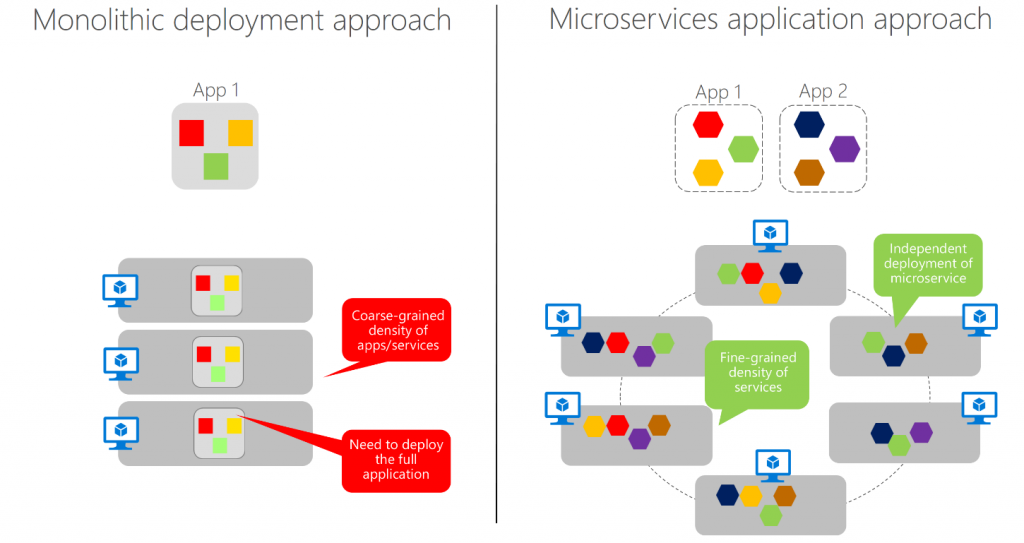 Monolithic deployment approach
App 1
Coarse-grained
density of
apps/services
Need to deploy
the full
application
Microservices application approach
App 1
App 2
Independent
deployment of
microservice
Fine-grained
density of
services